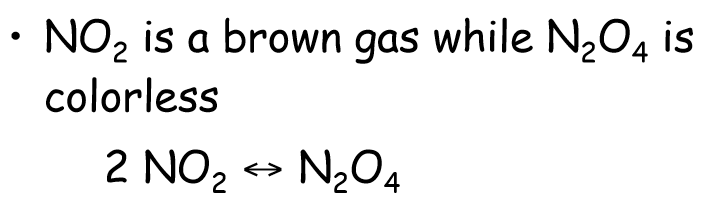 • NO₂ is a brown gas while N₂O₄ is
colorless
2 NO₂ ↔ N₂O₄